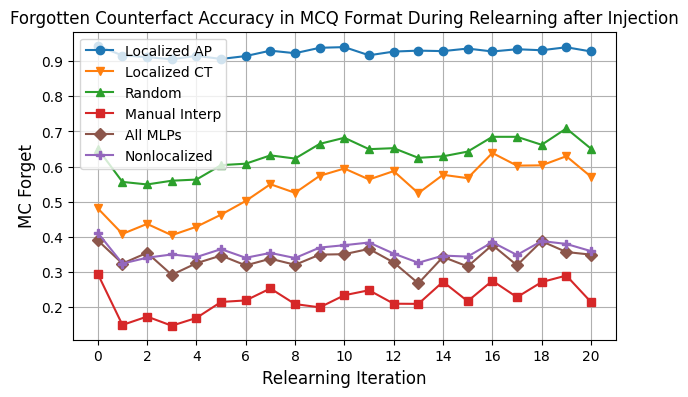 Forgotten Counterfact Accuracy in MCQ Format During Relearning after Injection
MC Forget
0.9
0.8
0.7
0.6
0.5
0.4
0.3
0.2
Localized AP
Localized CT
Random
Manual Interp
All MLPs
Nonlocalized
0 2 4 6 8 10 12 14 16 18 20
Relearning Iteration